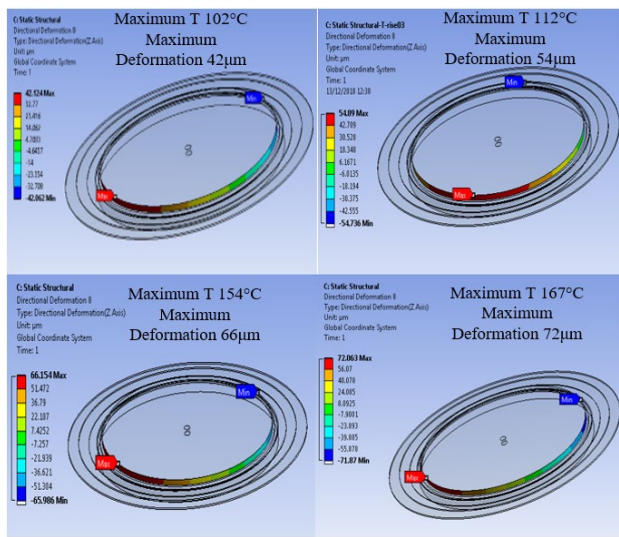 C: Static Structural
Directional Deformation 8
Type: Directional Deformation(Z Axis)
Unit: μm
Global Coordinate System
Time: 1
Maximum T 102°C
Maximum
Deformation 42μm
42.124 Max
32.77
23.416
14.062
4.7083
-4.6457
-14
-23.354
-32.708
-42.062 Min
Min
Max
C: Static Structural-T-rise03
Directional Deformation 8
Type: Directional Deformation(Z Axis)
Unit: μm
Global Coordinate System
Time: 1
13/12/2018 12:38
Maximum T 112°C
Maximum
Deformation 54μm
54.89 Max
42.709
30.528
18.348
6.1671
-6.0135
-18.194
-30.375
-42.555
-54.736 Min
Min
Max
C: Static Structural
Directional Deformation 8
Type: Directional Deformation(Z Axis)
Unit: μm
Global Coordinate System
Time: 1
Maximum T 154°C
Maximum
Deformation 66μm
66.154 Max
51.472
36.79
22.107
7.4252
-7.257
-21.939
-36.621
-51.304
-65.986 Min
Min
Max
C: Static Structural
Directional Deformation 8
Type: Directional Deformation(Z Axis)
Unit: μm
Global Coordinate System
Time: 1
Maximum T 167°C
Maximum
Deformation 72μm
72.063 Max
56.07
40.078
24.085
8.0925
-7.9001
-23.893
-39.885
-55.878
-71.87 Min
Min
Max